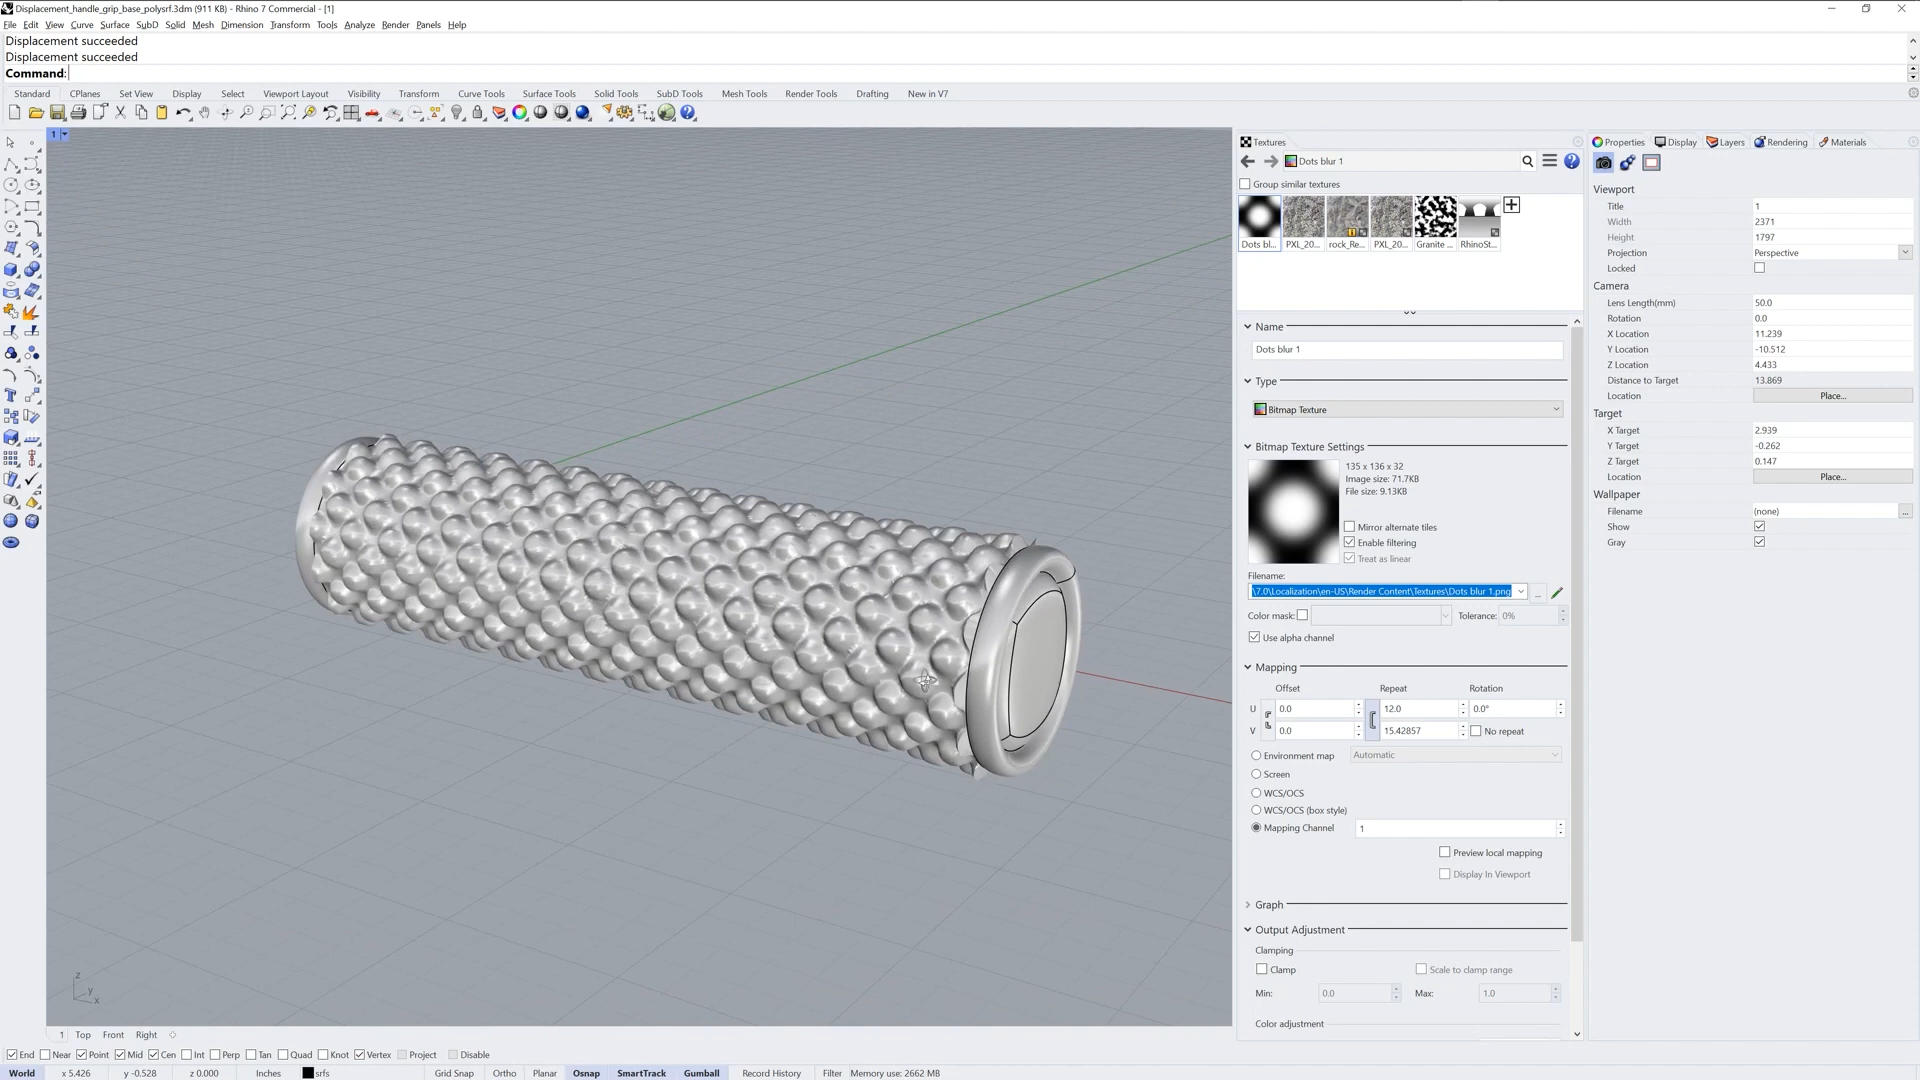 Displacement_handle_grip_base_polysrf.3dm (911 KB) - Rhino 7 Commercial - [1]
File Edit View Curve Surface SubD Solid Mesh Dimension Transform Tools Analyze Render Panels Help
Displacement succeeded
Displacement succeeded
Command:
Standard CPlanes Set View Display Select Viewport Layout Visibility Transform Curve Tools Surface Tools Solid Tools SubD Tools Mesh Tools Render Tools Drafting New in V7
1
Textures
Dots blur 1
Group similar textures
Dots bl... PXL_20... rock_Re... PXL_20... Granite ... RhinoSt...
Name
Dots blur 1
Type
Bitmap Texture
Bitmap Texture Settings
135 x 136 x 32
Image size: 71.7KB
File size: 9.13KB
Mirror alternate tiles
Enable filtering
Treat as linear
Filename:
\7.0\Localization\en-US\Render Content\Textures\Dots blur 1.png
...
Color mask: Tolerance: 0%
Use alpha channel
Mapping
Offset Repeat Rotation
U 0.0 12.0 0.0°
V 0.0 15.42857 No repeat
Environment map Automatic
Screen
WCS/OCS
WCS/OCS (box style)
Mapping Channel 1
Preview local mapping
Display In Viewport
Graph
Output Adjustment
Clamping
Clamp Scale to clamp range
Min: 0.0 Max: 1.0
Color adjustment
Properties Display Layers Rendering Materials
Viewport
Title 1
Width 2371
Height 1797
Projection Perspective
Locked
Camera
Lens Length(mm) 50.0
Rotation 0.0
X Location 11.239
Y Location -10.512
Z Location 4.433
Distance to Target 13.869
Location Place...
Target
X Target 2.939
Y Target -0.262
Z Target 0.147
Location Place...
Wallpaper
Filename (none) ...
Show
Gray
z
y
x
1 Top Front Right
End Near Point Mid Cen Int Perp Tan Quad Knot Vertex Project Disable
World x 5.426 y -0.528 z 0.000 Inches srfs Grid Snap Ortho Planar Osnap SmartTrack Gumball Record History Filter Memory use: 2662 MB